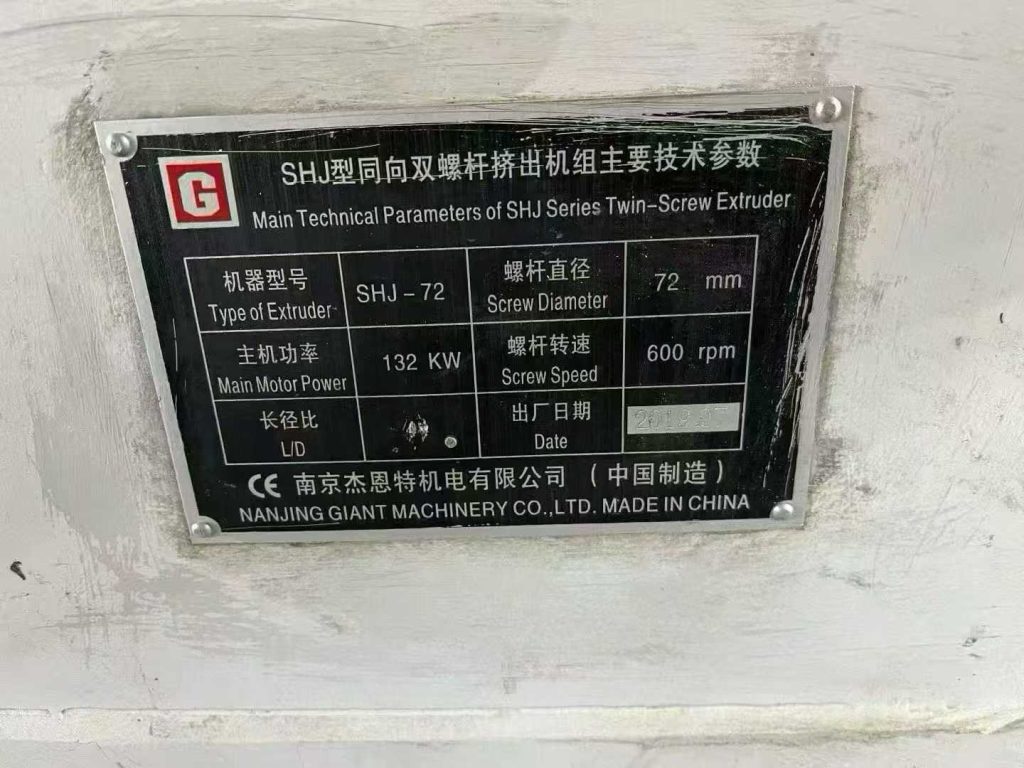 G
SHJ型同向双螺杆挤出机组主要技术参数
Main Technical Parameters of SHJ Series Twin-Screw Extruder
机器型号
Type of Extruder
SHJ-72
螺杆直径
Screw Diameter
72 mm
主机功率
Main Motor Power
132 KW
螺杆转速
Screw Speed
600 rpm
长径比
L/D
出厂日期
Date
CE 南京杰恩特机电有限公司 (中国制造)
NANJING GIANT MACHINERY CO.,LTD. MADE IN CHINA